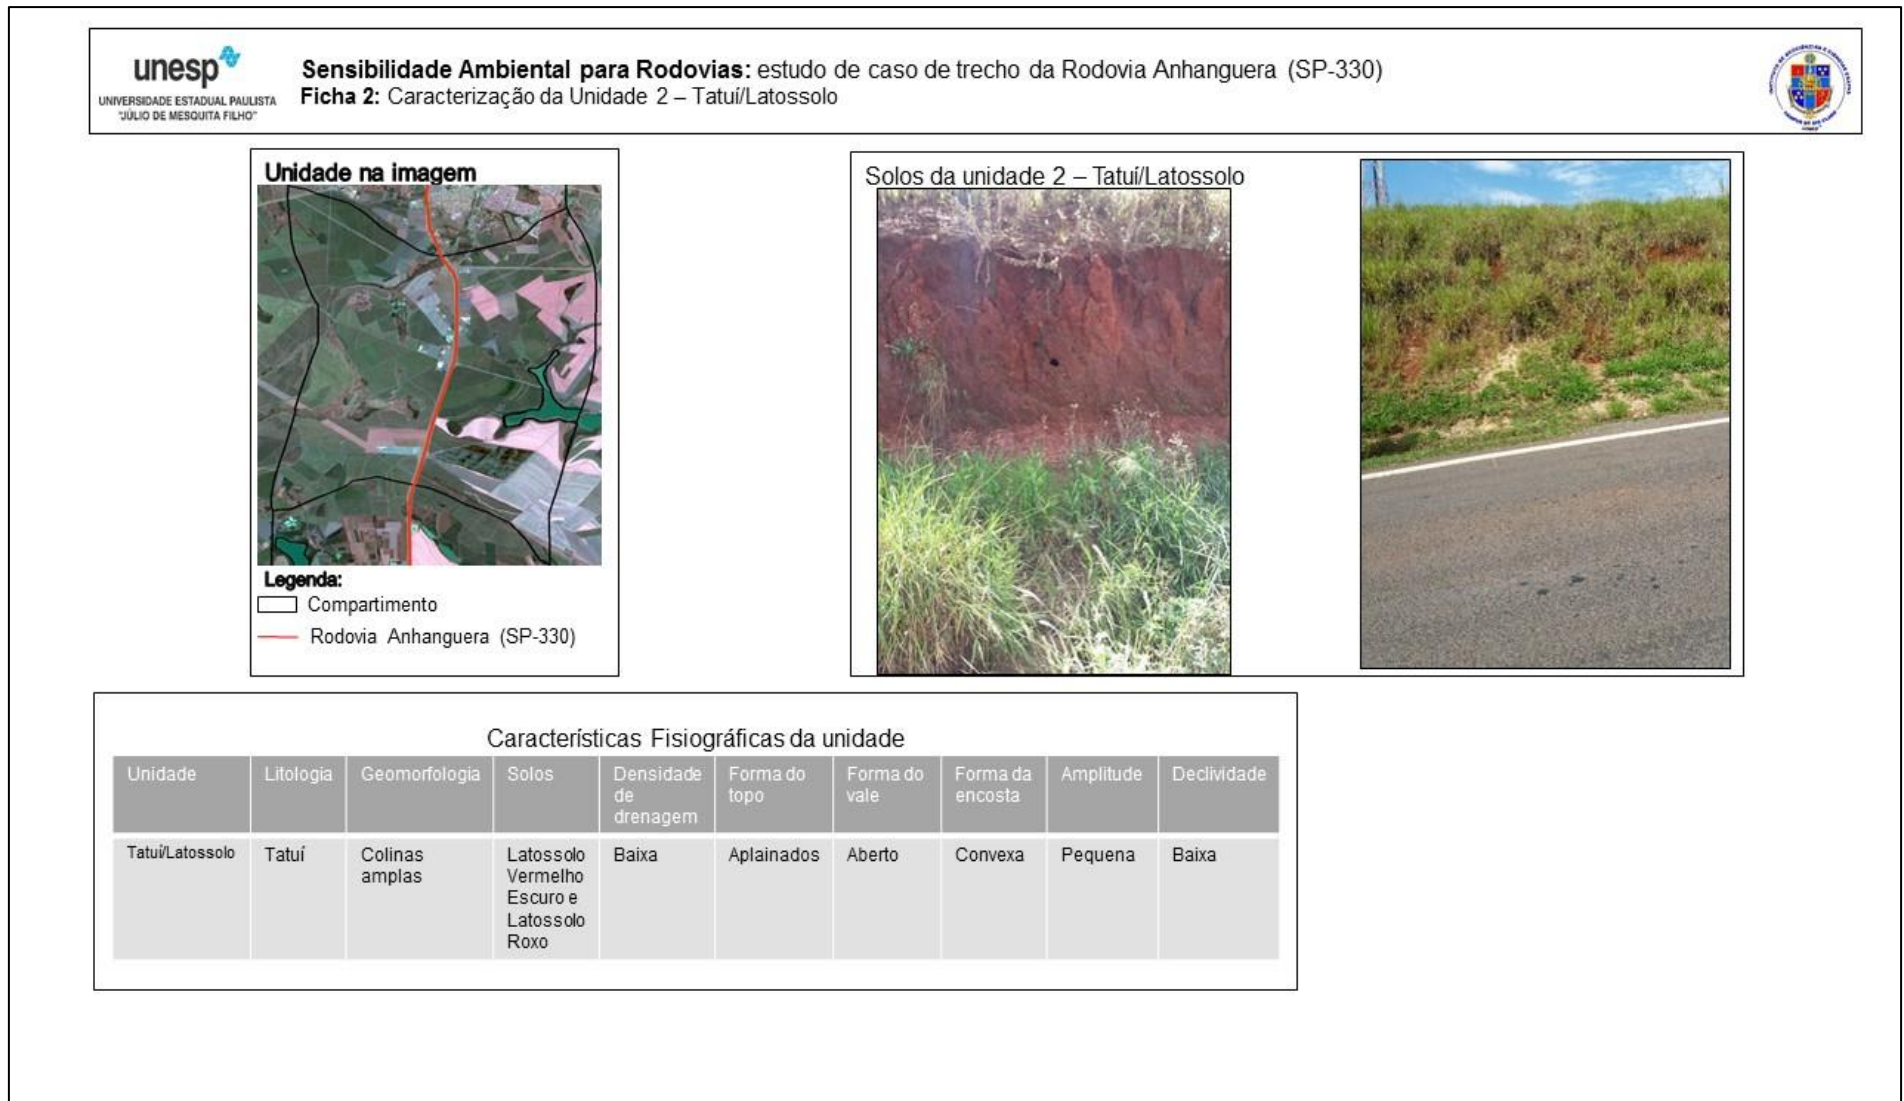 unesp
UNIVERSIDADE ESTADUAL PAULISTA
"JÚLIO DE MESQUITA FILHO"
Sensibilidade Ambiental para Rodovias: estudo de caso de trecho da Rodovia Anhanguera (SP-330)
Ficha 2: Caracterização da Unidade 2 – Tatuí/Latossolo
Unidade na imagem
Legenda:
Compartimento
Rodovia Anhanguera (SP-330)
Solos da unidade 2 – Tatuí/Latossolo
Características Fisiográficas da unidade
Unidade Litologia Geomorfologia Solos Densidade de drenagem Forma do topo Forma do vale Forma da encosta Amplitude Declividade
Tatuí/Latossolo Tatuí Colinas amplas Latossolo Vermelho Escuro e Latossolo Roxo Baixa Aplainados Aberto Convexa Pequena Baixa